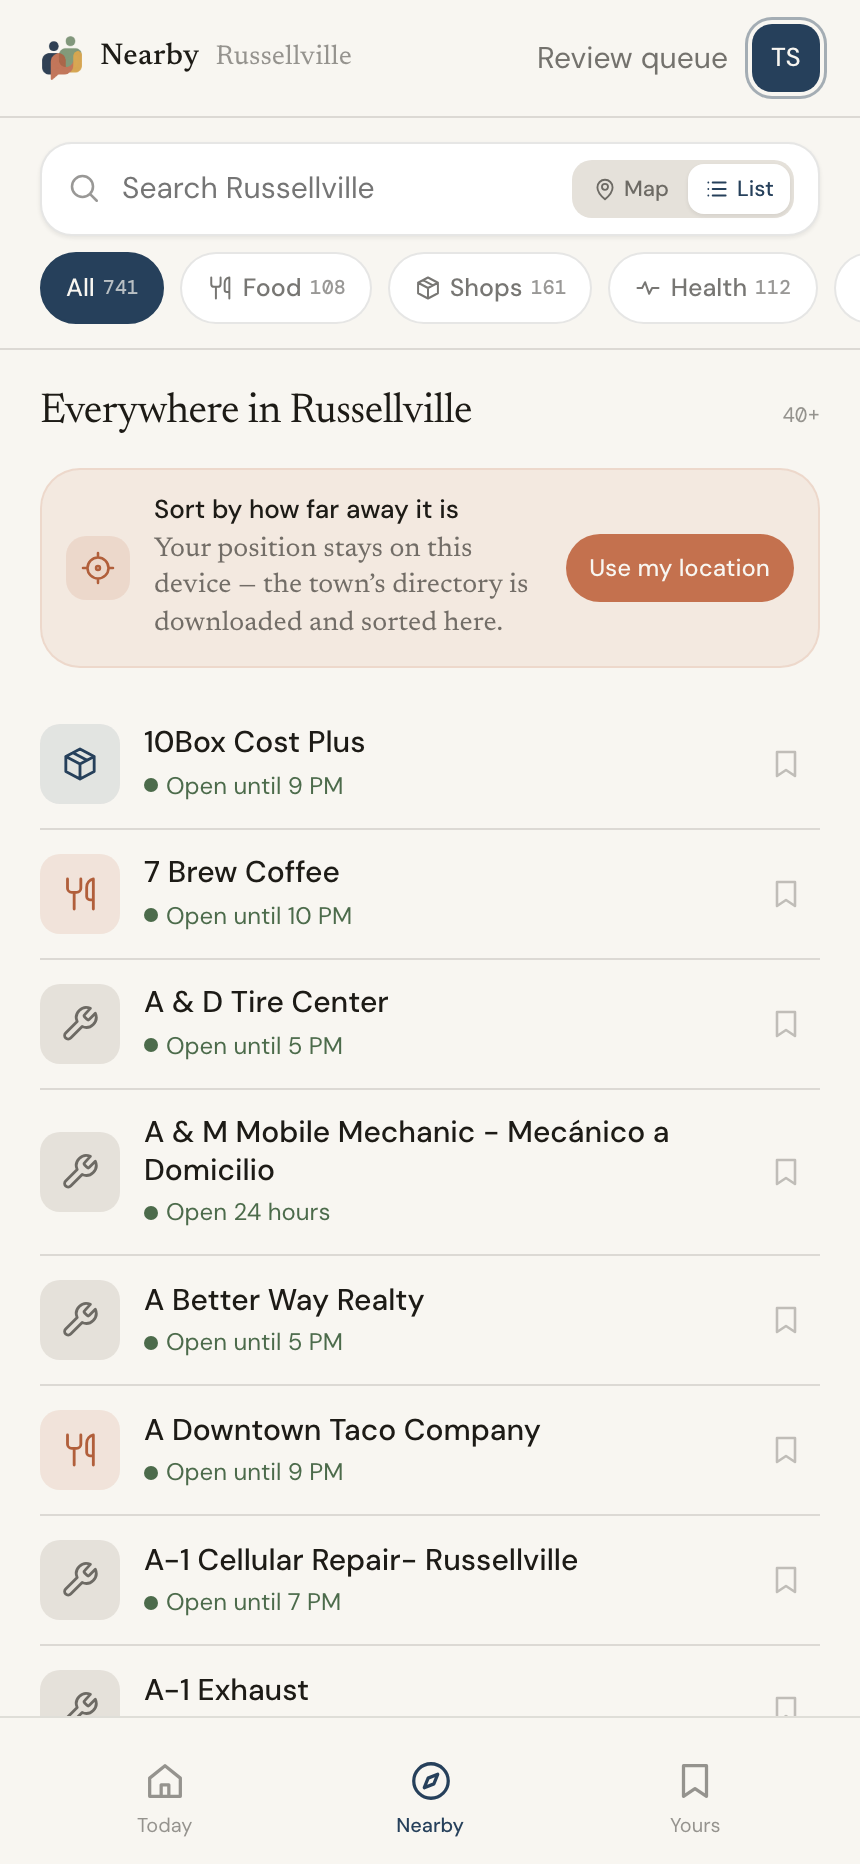 Nearby Russellville
Review queue
TS
Search Russellville
Map
List
All 741
Food 108
Shops 161
Health 112
Everywhere in Russellville
40+
Sort by how far away it is
Your position stays on this
device — the town’s directory is
downloaded and sorted here.
Use my location
10Box Cost Plus
Open until 9 PM
7 Brew Coffee
Open until 10 PM
A & D Tire Center
Open until 5 PM
A & M Mobile Mechanic - Mecánico a
Domicilio
Open 24 hours
A Better Way Realty
Open until 5 PM
A Downtown Taco Company
Open until 9 PM
A-1 Cellular Repair- Russellville
Open until 7 PM
A-1 Exhaust
Today
Nearby
Yours